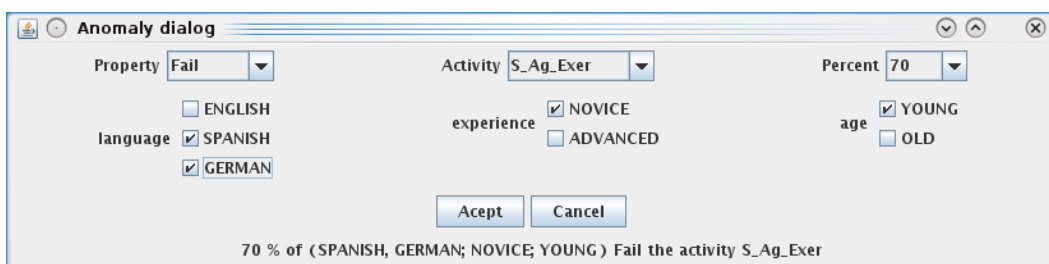 Anomaly dialog
Property Fail Activity S_Ag_Exer Percent 70
ENGLISH NOVICE YOUNG
language SPANISH experience ADVANCED age OLD
GERMAN
Acept Cancel
70 % of (SPANISH, GERMAN; NOVICE; YOUNG) Fail the activity S_Ag_Exer